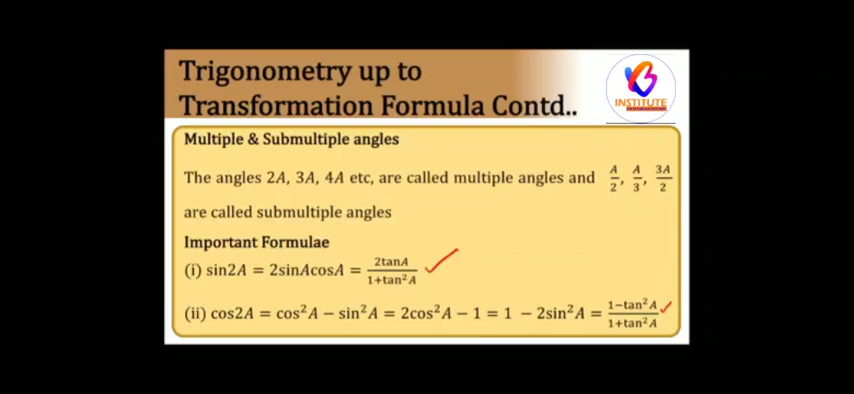 Trigonometry up to
Transformation Formula Contd..
INSTITUTE
Multiple & Submultiple angles
The angles 2A, 3A, 4A etc, are called multiple angles and A/2, A/3, 3A/2
are called submultiple angles
Important Formulae
(i) sin2A = 2sinAcosA = 2tanA/1+tan²A
(ii) cos2A = cos²A − sin²A = 2cos²A − 1 = 1 − 2sin²A = 1−tan²A/1+tan²A